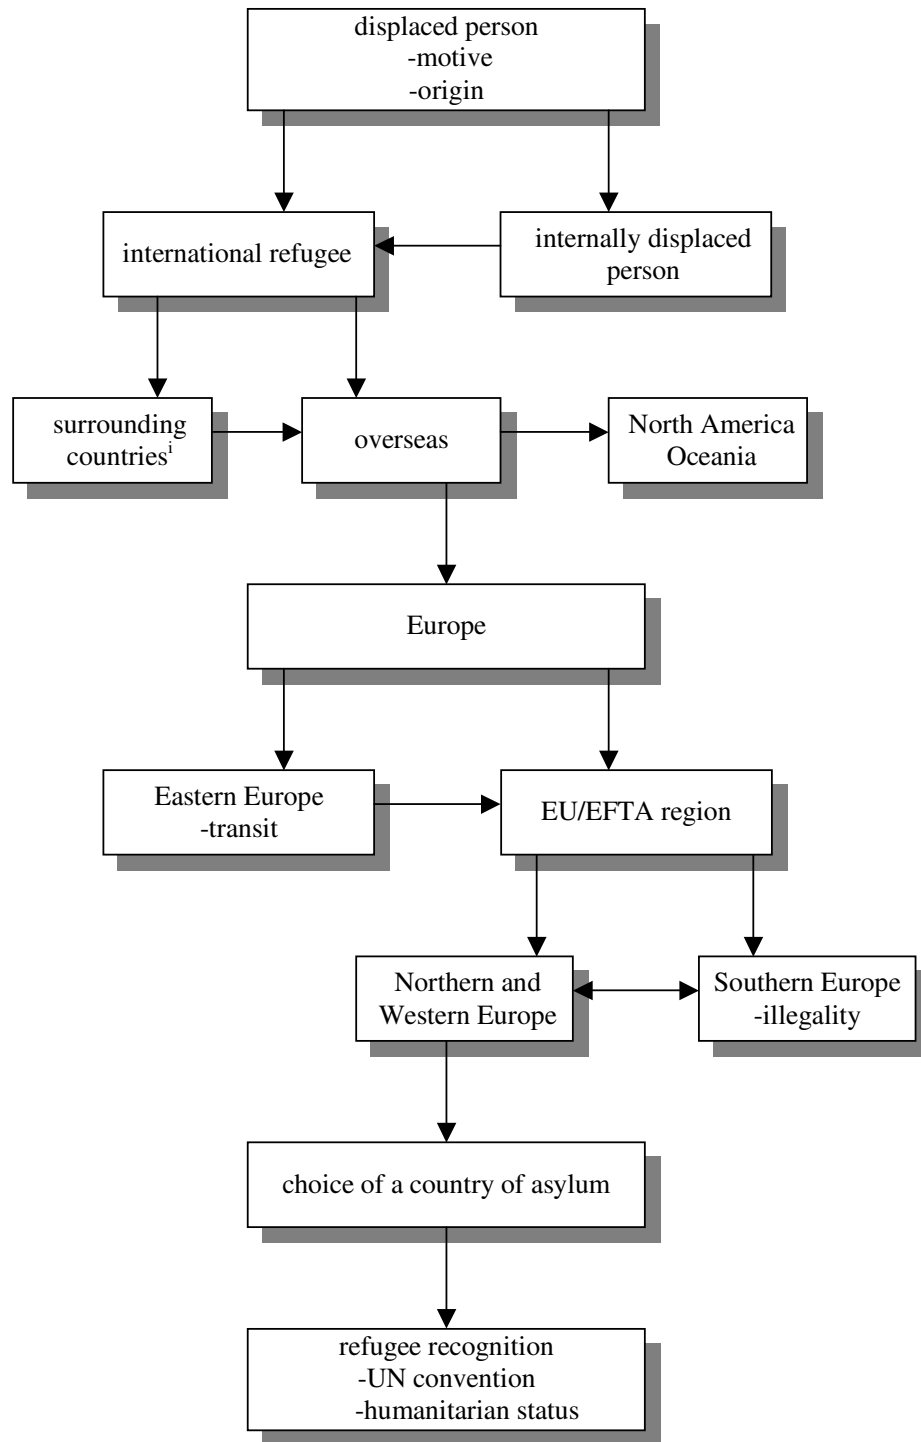 displaced person
-motive
-origin
international refugee
internally displaced
person
surrounding
countriesⁱ
overseas
North America
Oceania
Europe
Eastern Europe
-transit
EU/EFTA region
Northern and
Western Europe
Southern Europe
-illegality
choice of a country of asylum
refugee recognition
-UN convention
-humanitarian status